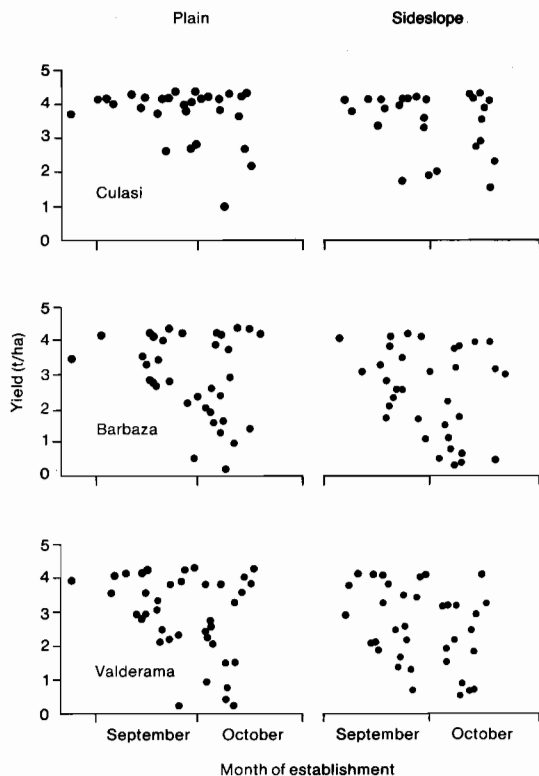 Plain Sideslope
5
4
3
2
1
0
Culasi
5
4
3
2
1
0
Barbaza
Yield (t/ha)
5
4
3
2
1
0
Valderama
September October September October
Month of establishment